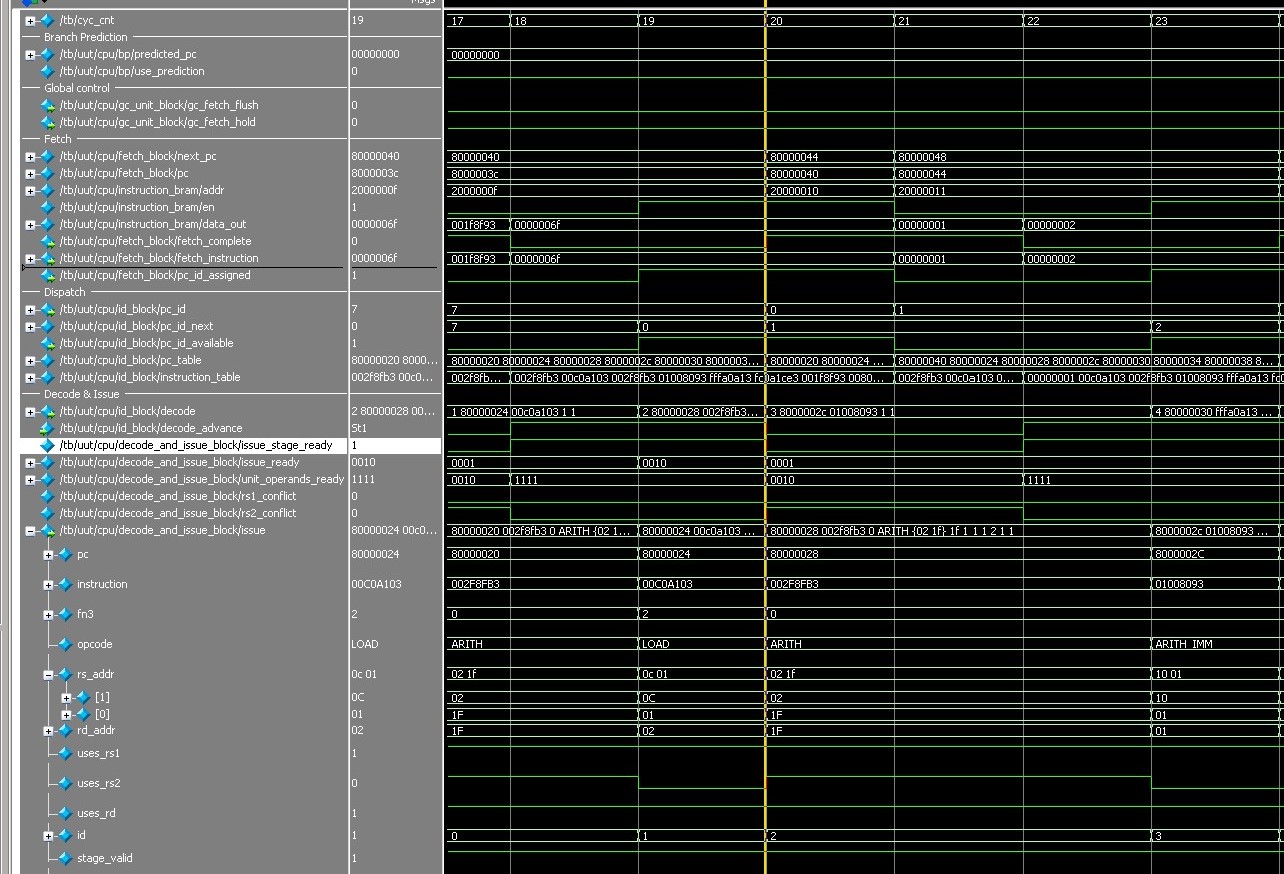 Msgs
/tb/cyc_cnt 19 17 18 19 20 21 22 23
Branch Prediction
/tb/uut/cpu/bp/predicted_pc 00000000 00000000
/tb/uut/cpu/bp/use_prediction 0
Global control
/tb/uut/cpu/gc_unit_block/gc_fetch_flush 0
/tb/uut/cpu/gc_unit_block/gc_fetch_hold 0
Fetch
/tb/uut/cpu/fetch_block/next_pc 80000040 80000040 80000044 80000048
/tb/uut/cpu/fetch_block/pc 8000003c 8000003c 80000040 80000044
/tb/uut/cpu/instruction_bram/addr 2000000f 2000000f 20000010 20000011
/tb/uut/cpu/instruction_bram/en 1
/tb/uut/cpu/instruction_bram/data_out 0000006f 001f8f93 0000006f 00000001 00000002
/tb/uut/cpu/fetch_block/fetch_complete 0
/tb/uut/cpu/fetch_block/fetch_instruction 0000006f 001f8f93 0000006f 00000001 00000002
/tb/uut/cpu/fetch_block/pc_id_assigned 1
Dispatch
/tb/uut/cpu/id_block/pc_id 7 7 0 1
/tb/uut/cpu/id_block/pc_id_next 0 7 0 1 2
/tb/uut/cpu/id_block/pc_id_available 1
/tb/uut/cpu/id_block/pc_table 80000020 8000... 80000020 80000024 80000028 8000002c 80000030 8000003... 80000020 80000024 ... 80000040 80000024 80000028 8000002c 80000030 80000034 80000038 8...
/tb/uut/cpu/id_block/instruction_table 002f8fb3 00c0... 002f8fb... 002f8fb3 00c0a103 002f8fb3 01008093 fffa0a13 fc0a1ce3 001f8f93 0080... 002f8fb3 00c0a103 0... 00000001 00c0a103 002f8fb3 01008093 fffa0a13 fc0
Decode & Issue
/tb/uut/cpu/id_block/decode 2 80000028 00... 1 80000024 00c0a103 1 1 2 80000028 002f8fb3... 3 8000002c 01008093 1 1 4 80000030 fffa0a13 ...
/tb/uut/cpu/id_block/decode_advance St1
/tb/uut/cpu/decode_and_issue_block/issue_stage_ready 1
/tb/uut/cpu/decode_and_issue_block/issue_ready 0010 0001 0010 0001
/tb/uut/cpu/decode_and_issue_block/unit_operands_ready 1111 0010 1111 0010 1111
/tb/uut/cpu/decode_and_issue_block/rs1_conflict 0
/tb/uut/cpu/decode_and_issue_block/rs2_conflict 0
/tb/uut/cpu/decode_and_issue_block/issue 80000024 00c0... 80000020 002f8fb3 0 ARITH {02 1... 80000024 00c0a103 ... 80000028 002f8fb3 0 ARITH {02 1f} 1f 1 1 1 2 1 1 8000002c 01008093 ...
pc 80000024 80000020 80000024 80000028 8000002C
instruction 00C0A103 002F8FB3 00C0A103 002F8FB3 01008093
fn3 2 0 2 0
opcode LOAD ARITH LOAD ARITH ARITH_IMM
rs_addr 0c 01 02 1f 0c 01 02 1f 10 01
[1] 0C 02 0C 02 10
[0] 01 1F 01 1F 01
rd_addr 02 1F 02 1F 01
uses_rs1 1
uses_rs2 0
uses_rd 1
id 1 0 1 2 3
stage_valid 1